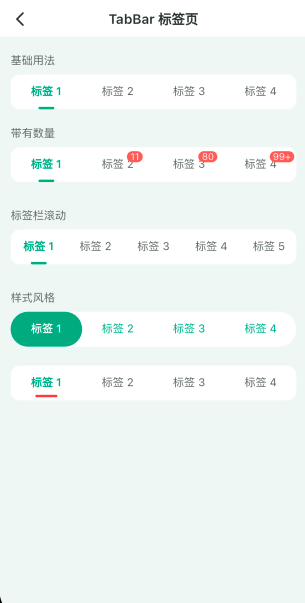 TabBar 标签页
基础用法
标签 1 标签 2 标签 3 标签 4
带有数量
标签 1 标签 2 11 标签 3 80 标签 4 99+
标签栏滚动
标签 1 标签 2 标签 3 标签 4 标签 5
样式风格
标签 1 标签 2 标签 3 标签 4
标签 1 标签 2 标签 3 标签 4